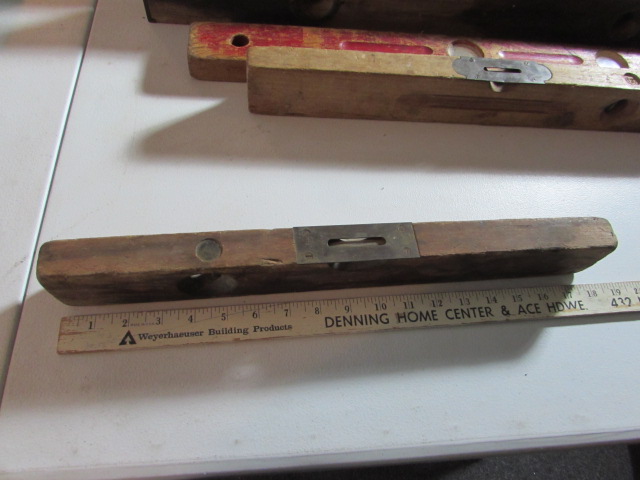 1 2 3 4 5 6 7 8 9 10 11 12 13 14 15 16 17 18 19
Weyerhaeuser Building Products DENNING HOME CENTER & ACE HDWE. 432